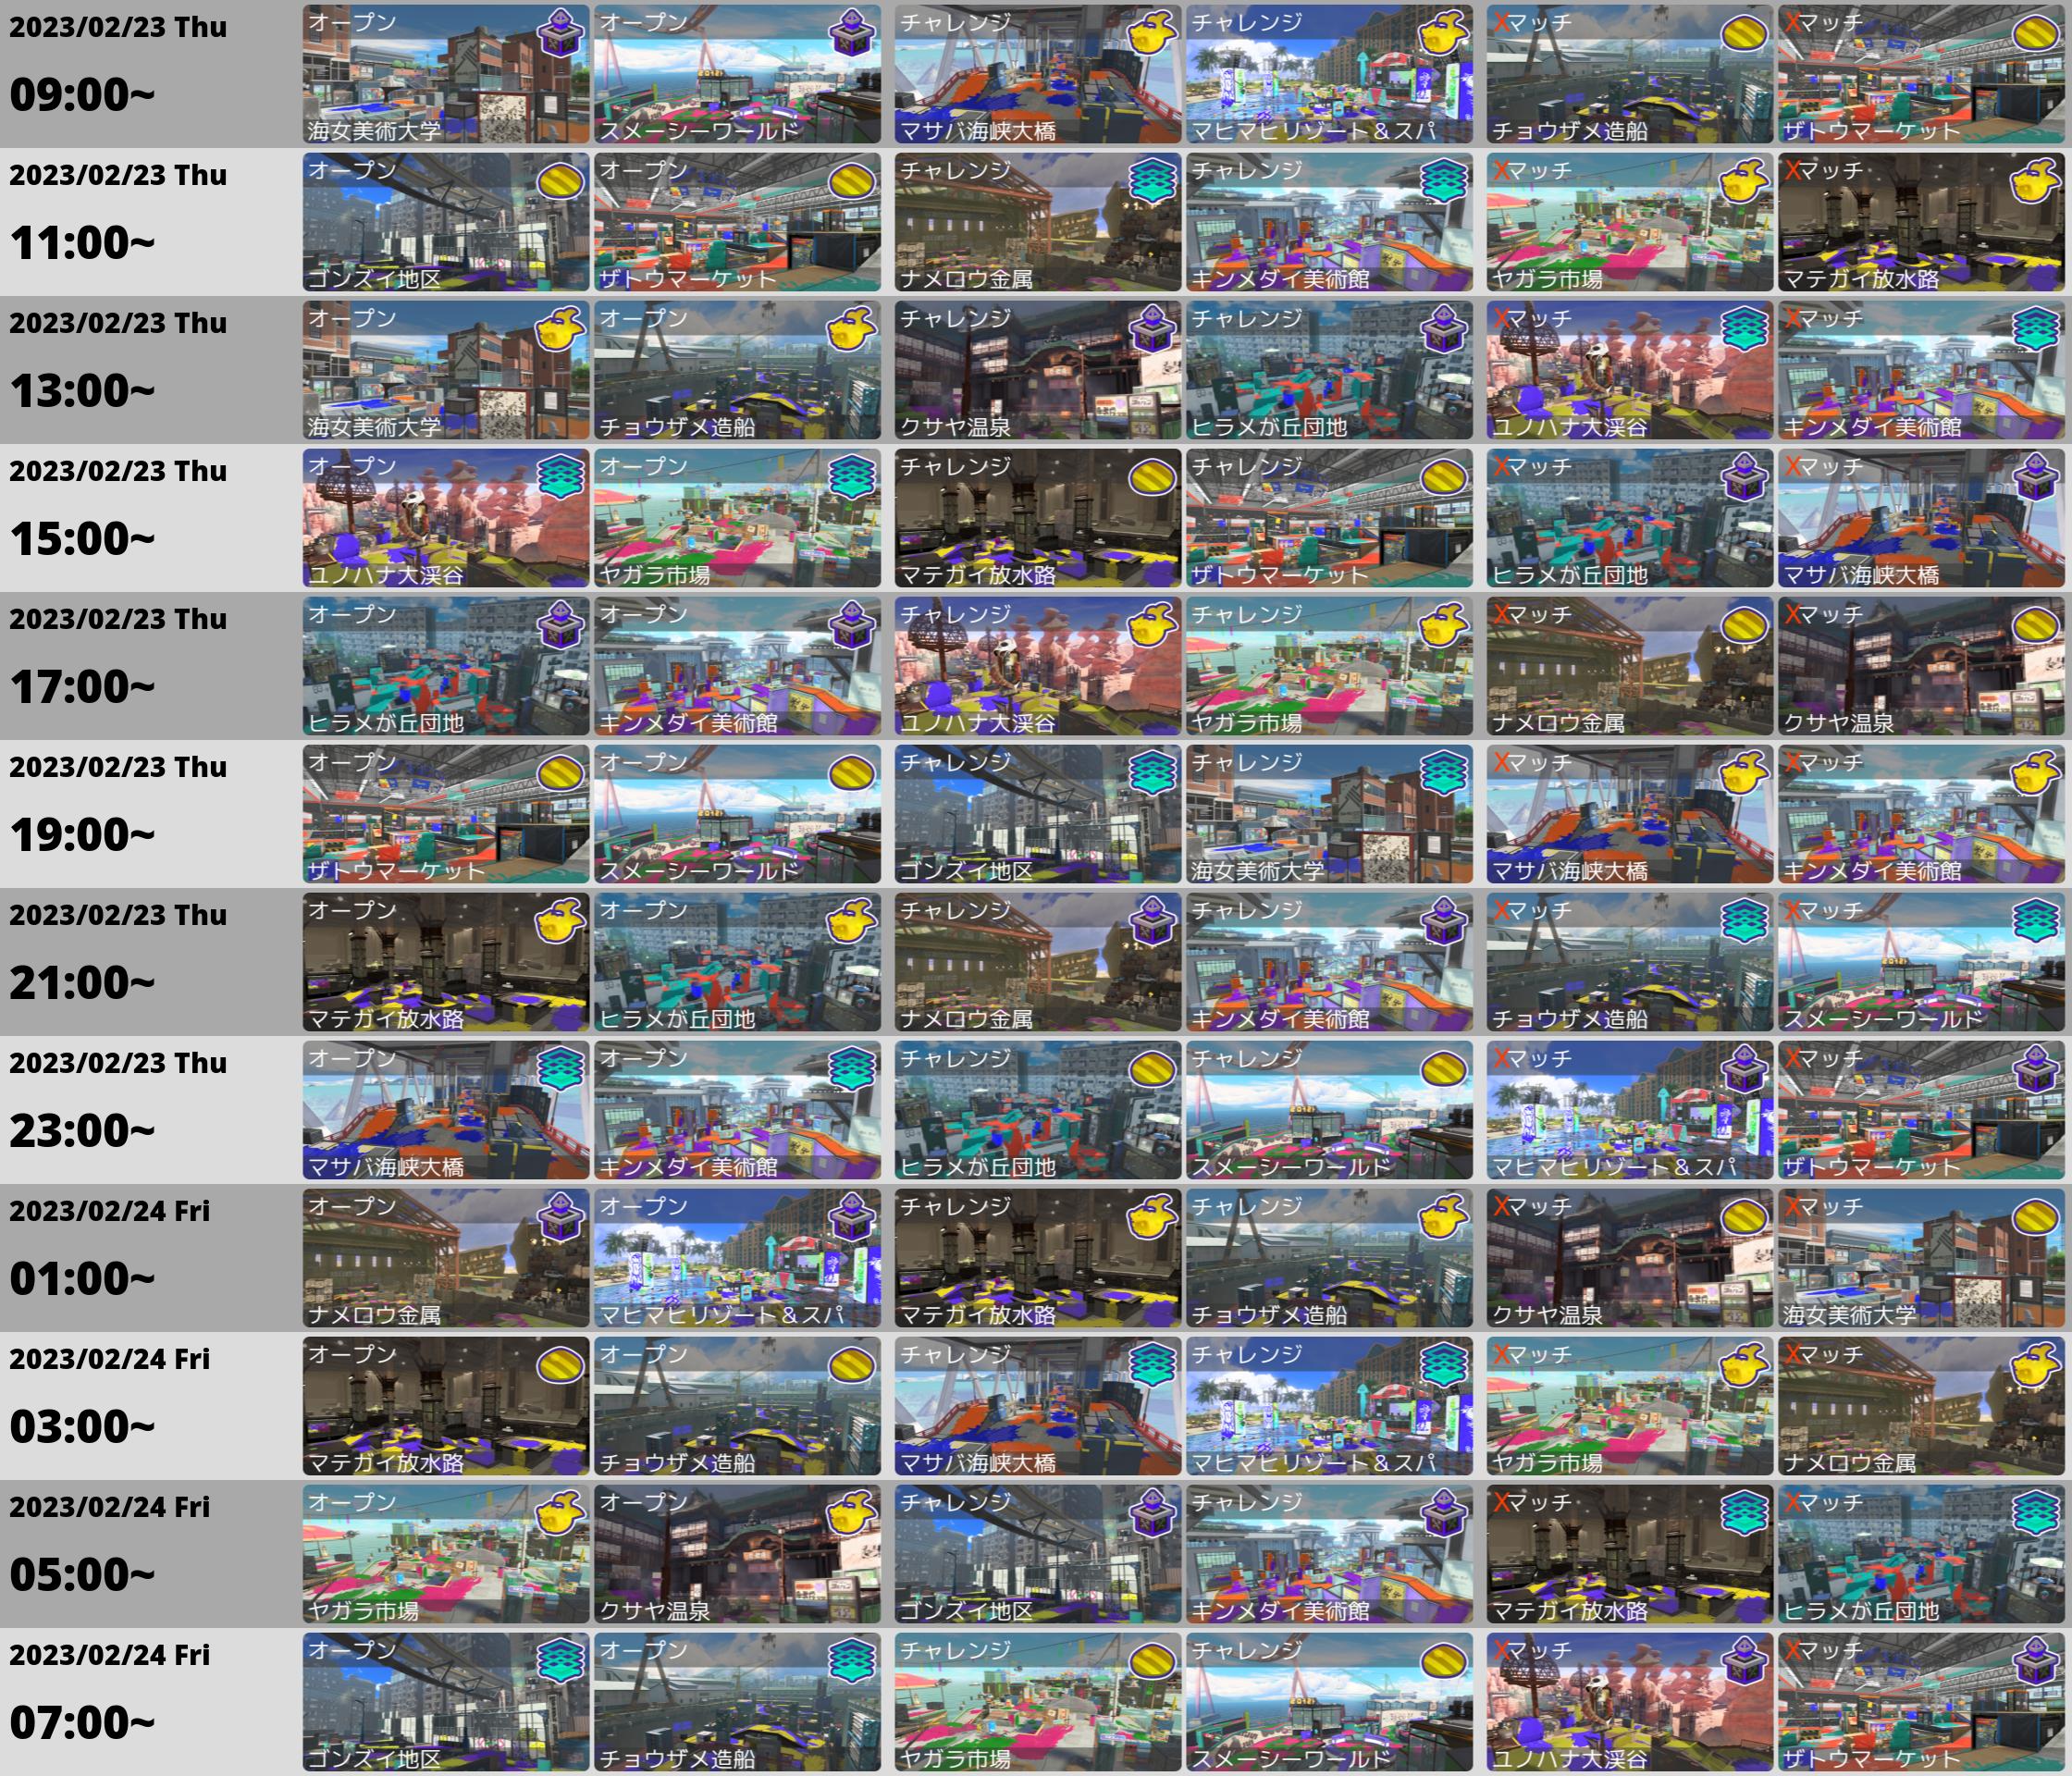 2023/02/23 Thu
09:00~
オープン オープン チャレンジ チャレンジ Xマッチ Xマッチ
海女美術大学 スメーシーワールド マサバ海峡大橋 マヒマヒリゾート&スパ チョウザメ造船 ザトウマーケット
2023/02/23 Thu
11:00~
オープン オープン チャレンジ チャレンジ Xマッチ Xマッチ
ゴンズイ地区 ザトウマーケット ナメロウ金属 キンメダイ美術館 ヤガラ市場 マテガイ放水路
2023/02/23 Thu
13:00~
オープン オープン チャレンジ チャレンジ Xマッチ Xマッチ
海女美術大学 チョウザメ造船 クサヤ温泉 ヒラメが丘団地 ユノハナ大渓谷 キンメダイ美術館
2023/02/23 Thu
15:00~
オープン オープン チャレンジ チャレンジ Xマッチ Xマッチ
ユノハナ大渓谷 ヤガラ市場 マテガイ放水路 ザトウマーケット ヒラメが丘団地 マサバ海峡大橋
2023/02/23 Thu
17:00~
オープン オープン チャレンジ チャレンジ Xマッチ Xマッチ
ヒラメが丘団地 キンメダイ美術館 ユノハナ大渓谷 ヤガラ市場 ナメロウ金属 クサヤ温泉
2023/02/23 Thu
19:00~
オープン オープン チャレンジ チャレンジ Xマッチ Xマッチ
ザトウマーケット スメーシーワールド ゴンズイ地区 海女美術大学 マサバ海峡大橋 キンメダイ美術館
2023/02/23 Thu
21:00~
オープン オープン チャレンジ チャレンジ Xマッチ Xマッチ
マテガイ放水路 ヒラメが丘団地 ナメロウ金属 キンメダイ美術館 チョウザメ造船 スメーシーワールド
2023/02/23 Thu
23:00~
オープン オープン チャレンジ チャレンジ Xマッチ Xマッチ
マサバ海峡大橋 キンメダイ美術館 ヒラメが丘団地 スメーシーワールド マヒマヒリゾート&スパ ザトウマーケット
2023/02/24 Fri
01:00~
オープン オープン チャレンジ チャレンジ Xマッチ Xマッチ
ナメロウ金属 マヒマヒリゾート&スパ マテガイ放水路 チョウザメ造船 クサヤ温泉 海女美術大学
2023/02/24 Fri
03:00~
オープン オープン チャレンジ チャレンジ Xマッチ Xマッチ
マテガイ放水路 チョウザメ造船 マサバ海峡大橋 マヒマヒリゾート&スパ ヤガラ市場 ナメロウ金属
2023/02/24 Fri
05:00~
オープン オープン チャレンジ チャレンジ Xマッチ Xマッチ
ヤガラ市場 クサヤ温泉 ゴンズイ地区 キンメダイ美術館 マテガイ放水路 ヒラメが丘団地
2023/02/24 Fri
07:00~
オープン オープン チャレンジ チャレンジ Xマッチ Xマッチ
ゴンズイ地区 チョウザメ造船 ヤガラ市場 スメーシーワールド ユノハナ大渓谷 ザトウマーケット